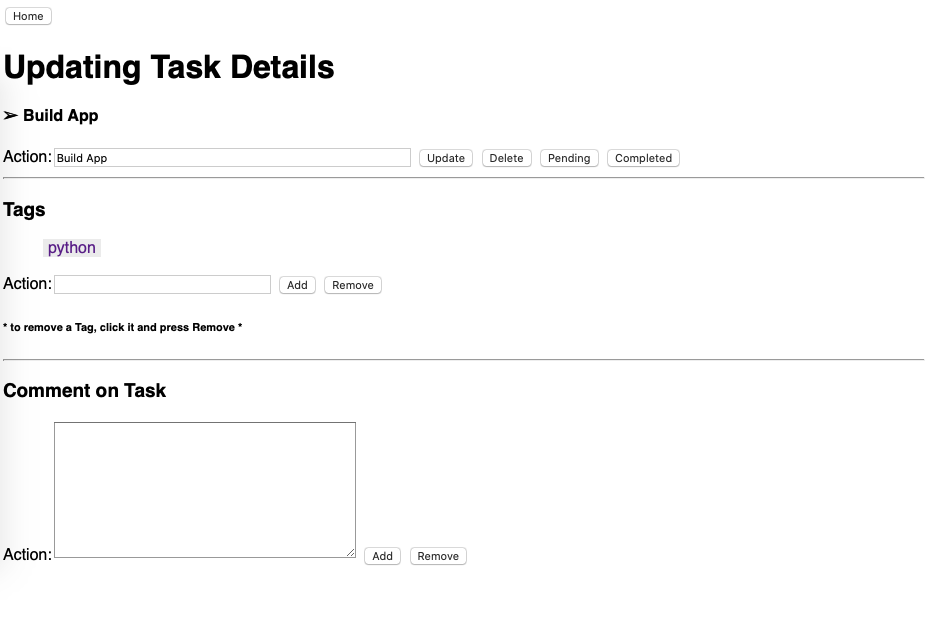 Home
Updating Task Details
➢ Build App
Action: Build App Update Delete Pending Completed
Tags
python
Action: Add Remove
* to remove a Tag, click it and press Remove *
Comment on Task
Action: Add Remove